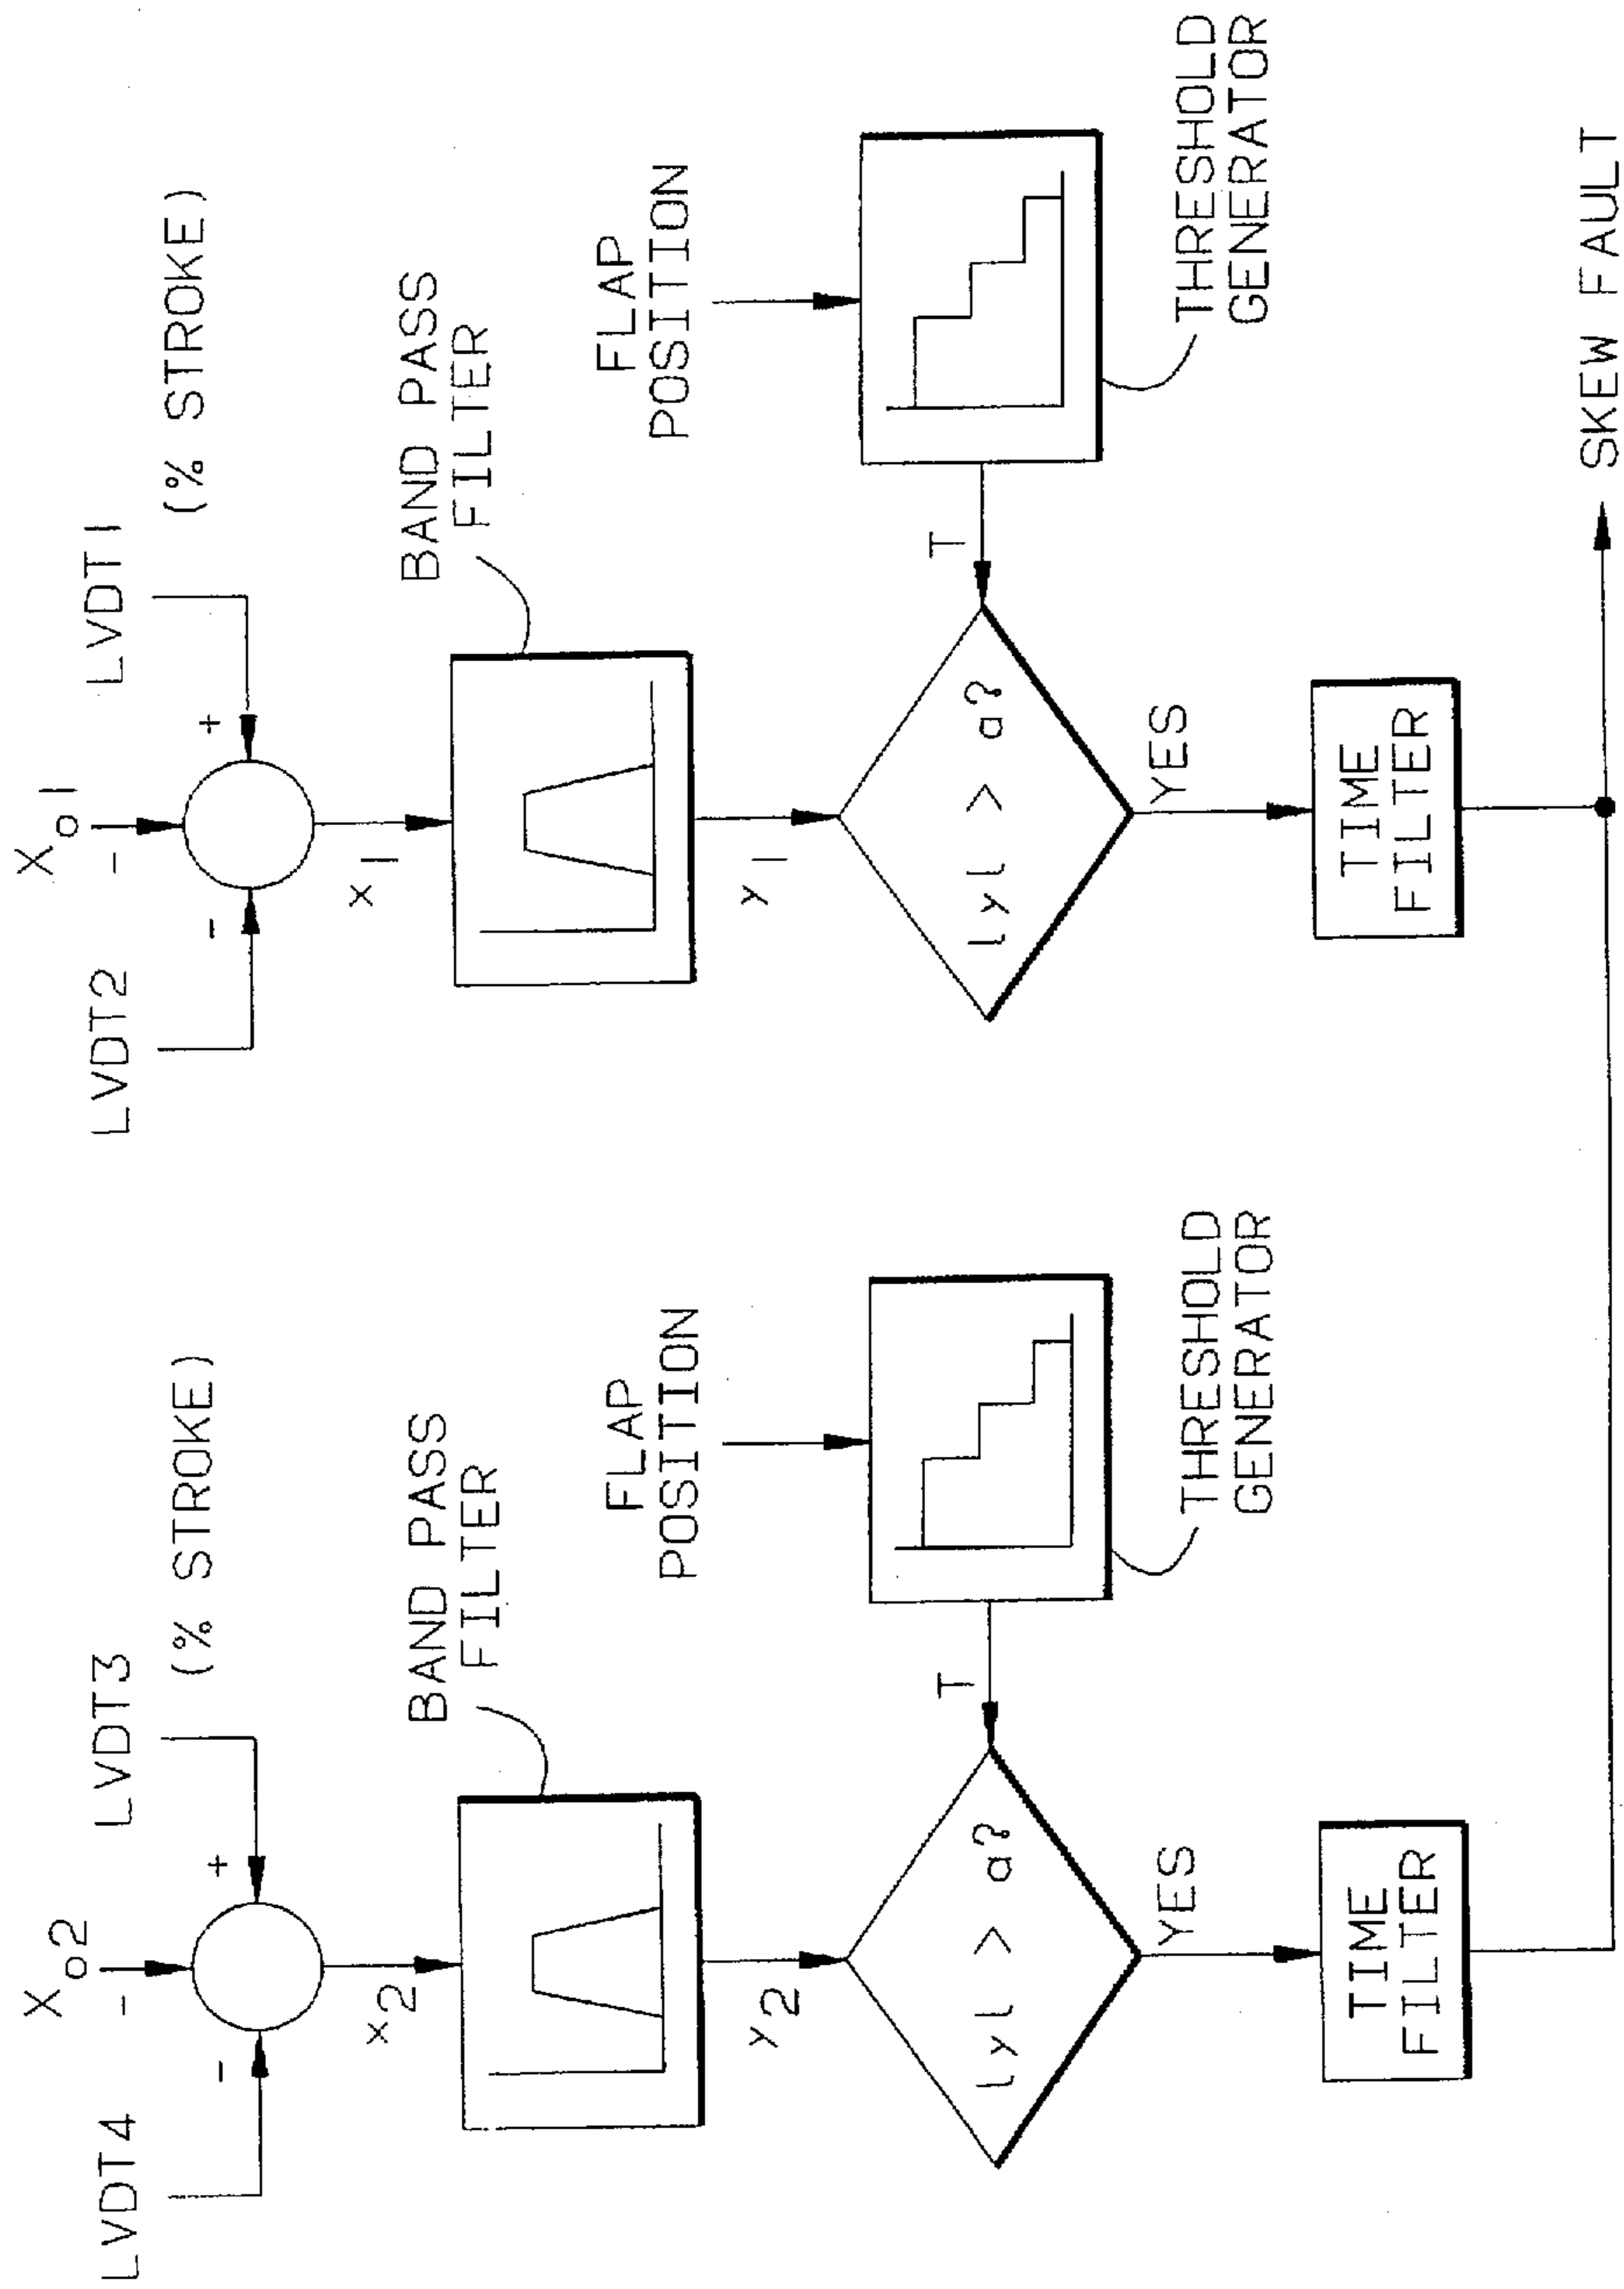 LVDT4
X₀2
-
-
+
LVDT3
(% STROKE)
x2
BAND PASS
FILTER
y2
FLAP
POSITION
|y| > a?
T
THRESHOLD
GENERATOR
YES
TIME
FILTER
LVDT2
X₀1
-
-
+
LVDT1
(% STROKE)
x1
BAND PASS
FILTER
y1
FLAP
POSITION
|y| > a?
T
THRESHOLD
GENERATOR
YES
TIME
FILTER
SKEW FAULT